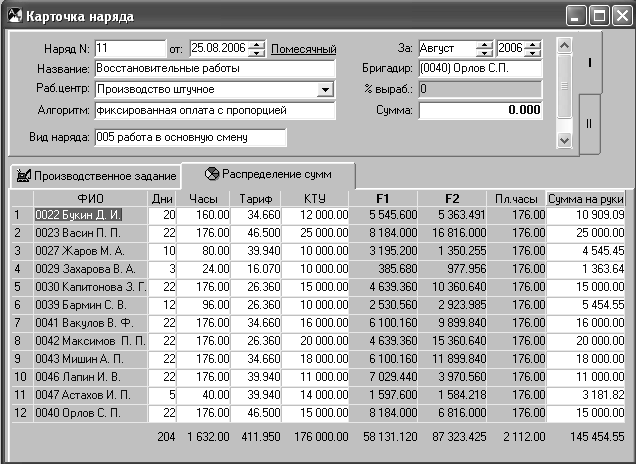 Карточка наряда
Наряд N: 11 от: 25.08.2006 Помесячный За: Август 2006
Название: Восстановительные работы Бригадир: (0040) Орлов С.П.
Раб.центр: Производство штучное % выраб.: 0
Алгоритм: фиксированная оплата с пропорцией Сумма: 0.000
Вид наряда: 005 работа в основную смену
I
II
Производственное задание Распределение сумм
ФИО Дни Часы Тариф КТУ F1 F2 Пл.часы Сумма на руки
1 0022 Букин Д. И. 20 160.00 34.660 12 000.00 5 545.600 5 363.491 176.00 10 909.09
2 0023 Васин П. П. 22 176.00 46.500 25 000.00 8 184.000 16 816.000 176.00 25 000.00
3 0027 Жаров М. А. 10 80.00 39.940 10 000.00 3 195.200 1 350.255 176.00 4 545.45
4 0029 Захарова В. А. 3 24.00 16.070 10 000.00 385.680 977.956 176.00 1 363.64
5 0030 Капитонова З. Г. 22 176.00 26.360 15 000.00 4 639.360 10 360.640 176.00 15 000.00
6 0039 Бармин С. В. 12 96.00 26.360 10 000.00 2 530.560 2 923.985 176.00 5 454.55
7 0041 Вакулов В. Ф. 22 176.00 34.660 16 000.00 6 100.160 9 899.840 176.00 16 000.00
8 0042 Максимов П. П. 22 176.00 26.360 20 000.00 4 639.360 15 360.640 176.00 20 000.00
9 0043 Мишин А. П. 22 176.00 34.660 18 000.00 6 100.160 11 899.840 176.00 18 000.00
10 0046 Лапин И. В. 22 176.00 39.940 11 000.00 7 029.440 3 970.560 176.00 11 000.00
11 0047 Астахов И. П. 5 40.00 39.940 14 000.00 1 597.600 1 584.218 176.00 3 181.82
12 0040 Орлов С. П. 22 176.00 46.500 15 000.00 8 184.000 6 816.000 176.00 15 000.00
204 1 632.00 411.950 176 000.00 58 131.120 87 323.425 2 112.00 145 454.55